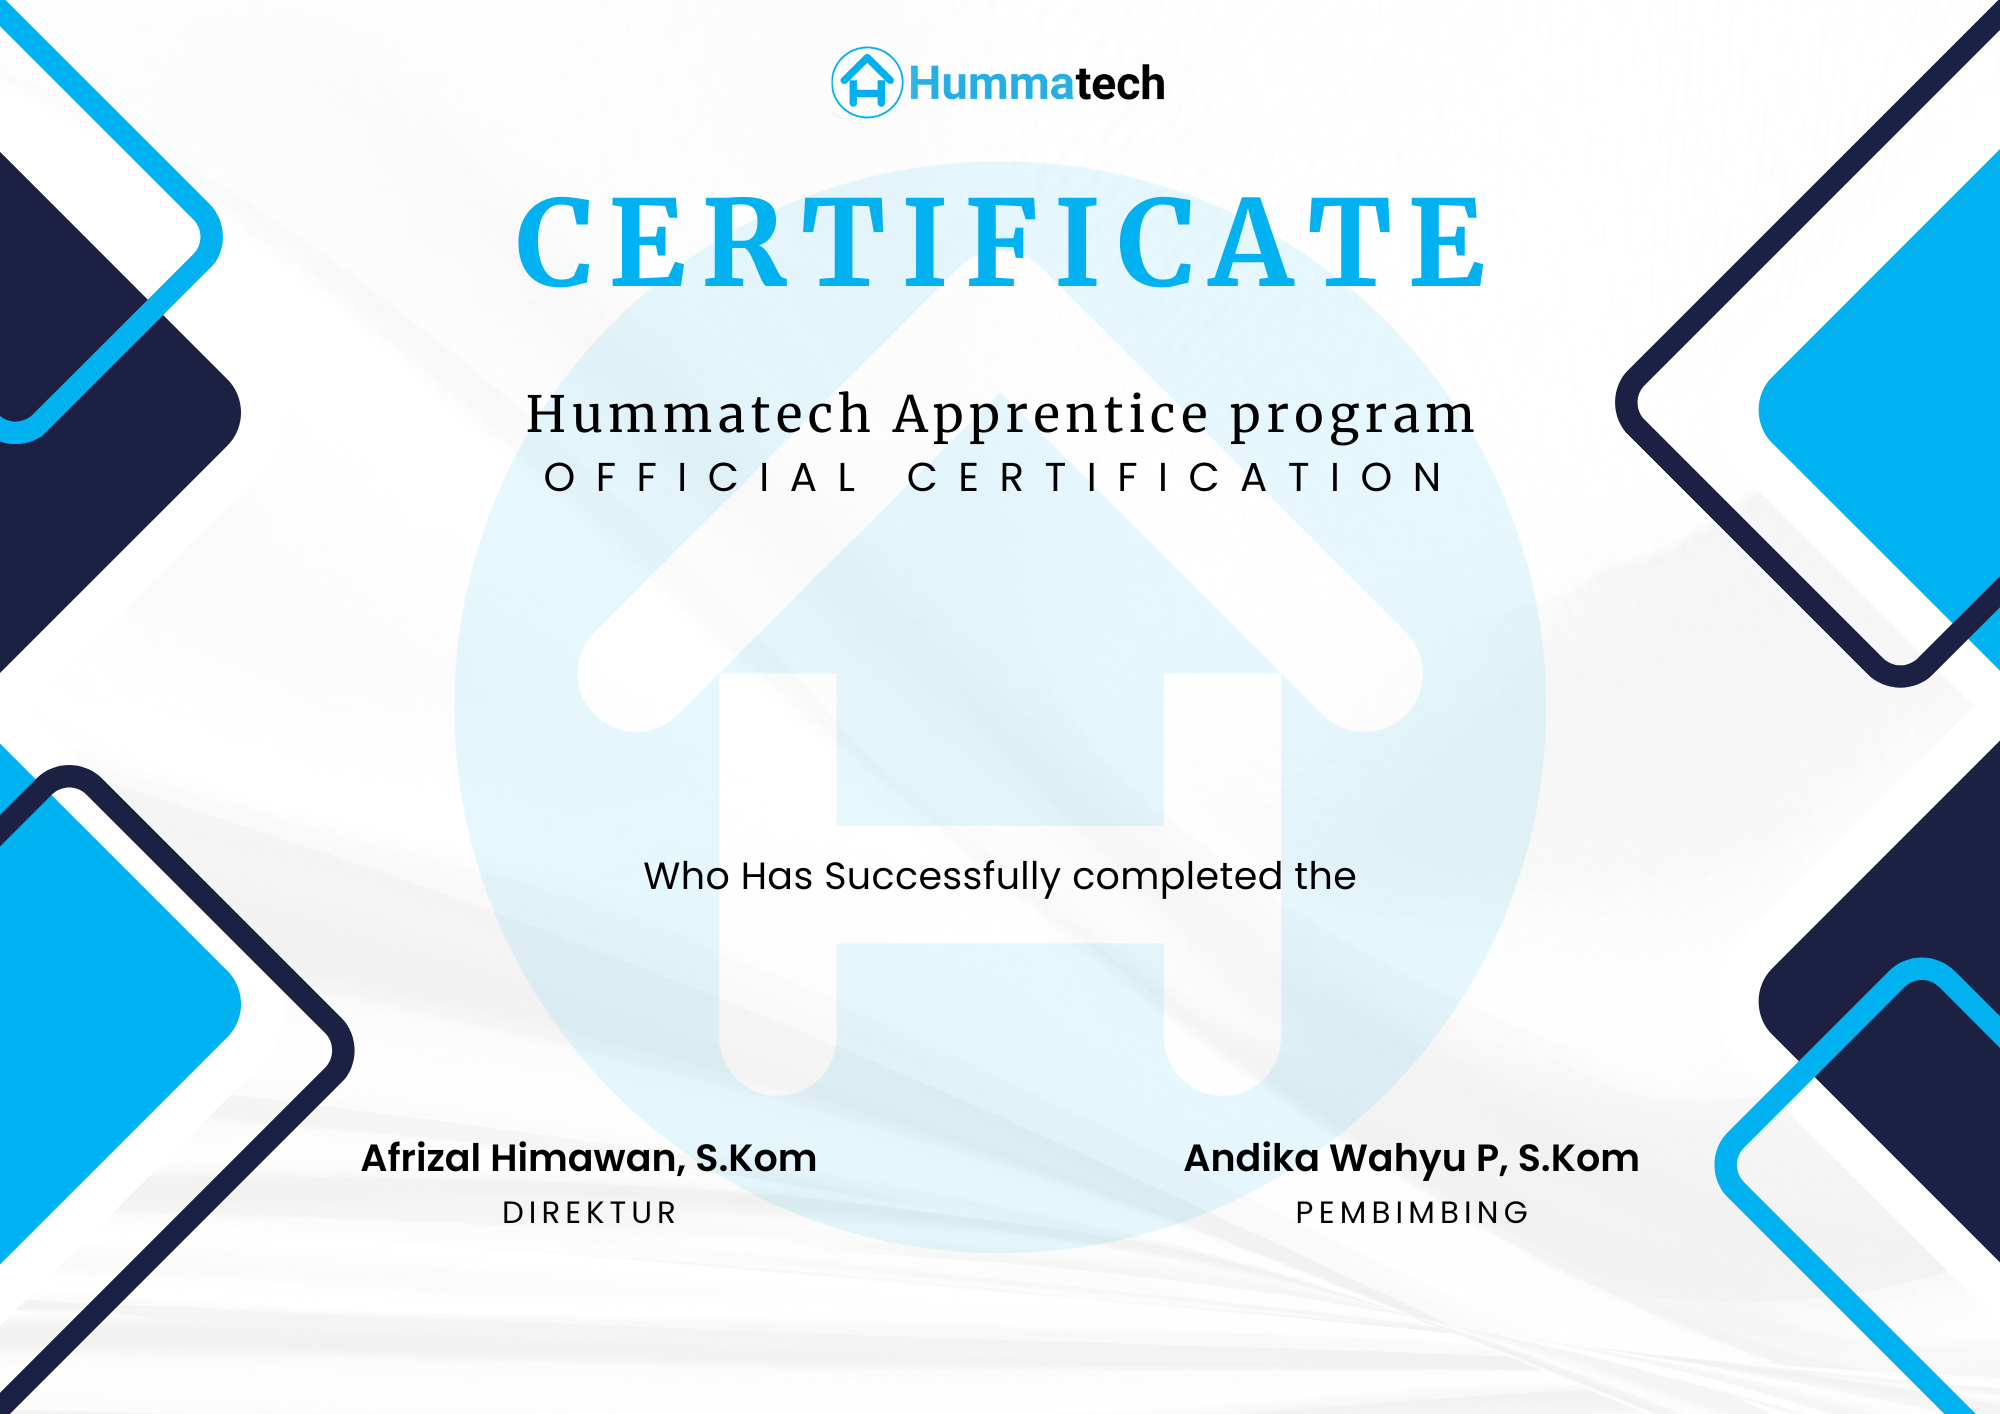 Hummatech
CERTIFICATE
Hummatech Apprentice program
OFFICIAL CERTIFICATION
Who Has Successfully completed the
Afrizal Himawan, S.Kom
DIREKTUR
Andika Wahyu P, S.Kom
PEMBIMBING